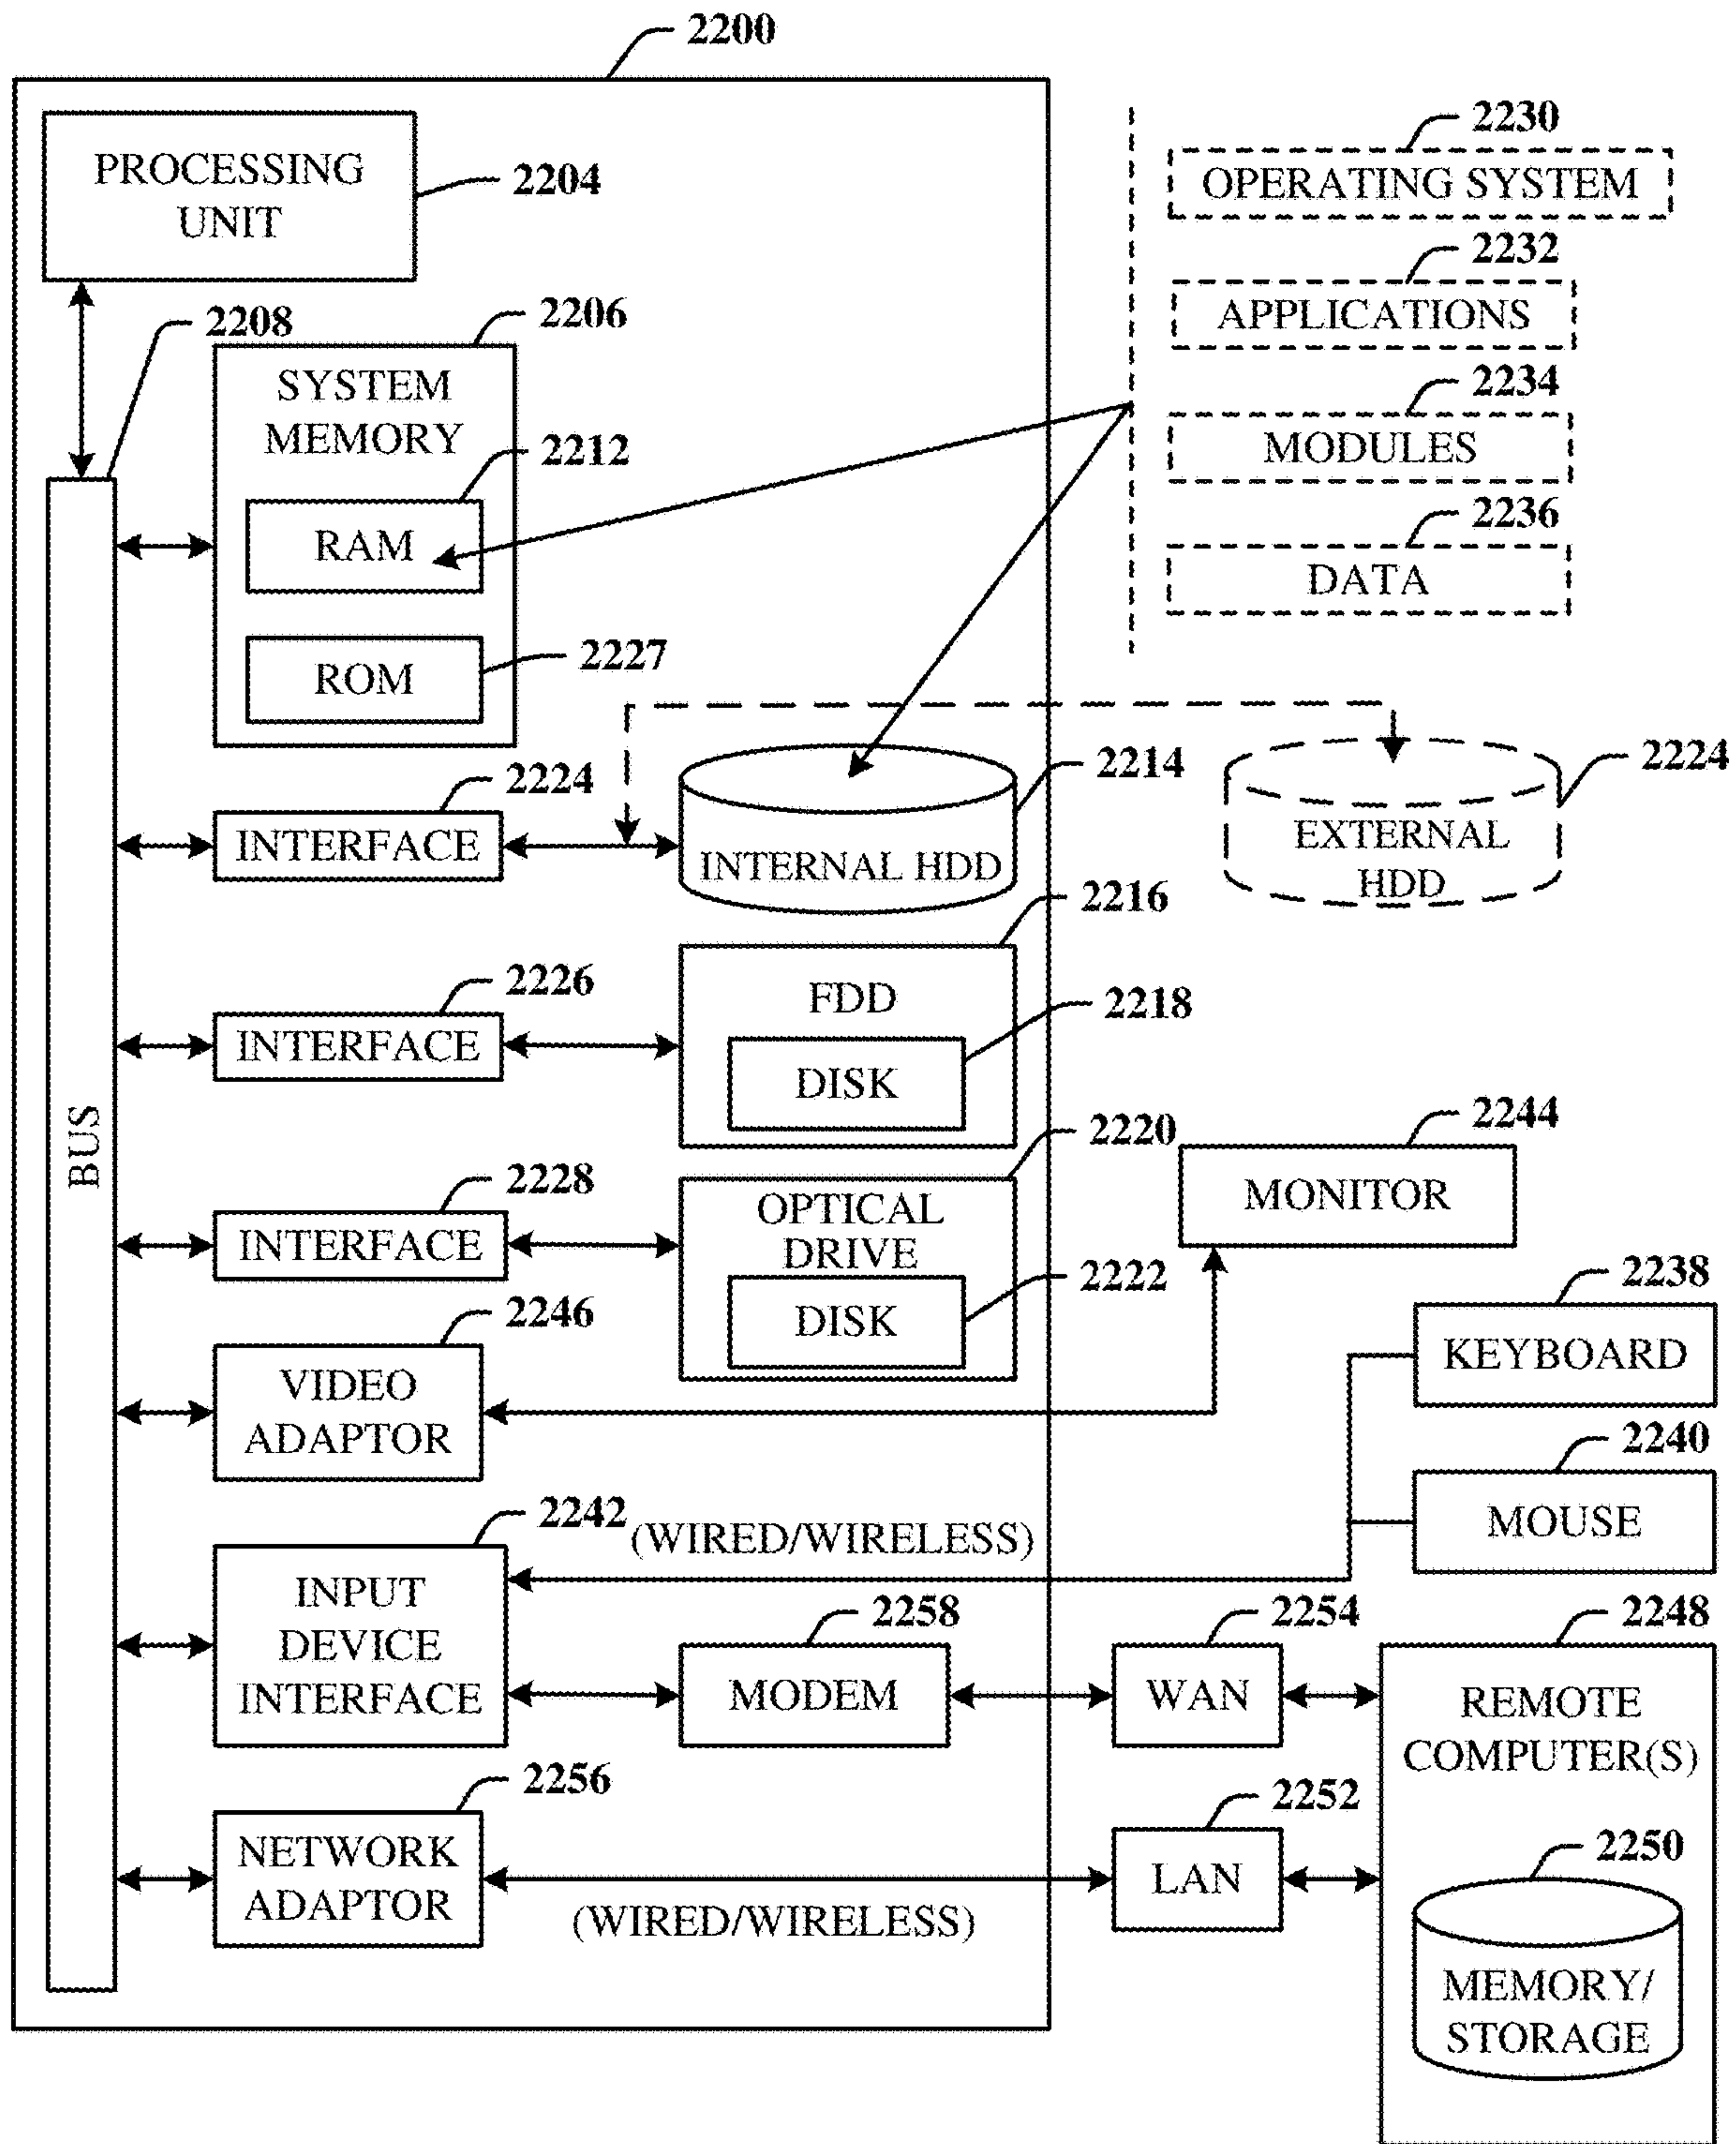 2200
PROCESSING
UNIT
2204
2208
2206
SYSTEM
MEMORY
2212
RAM
ROM
2227
2230
OPERATING SYSTEM
2232
APPLICATIONS
2234
MODULES
2236
DATA
2224
INTERFACE
2214
INTERNAL HDD
2224
EXTERNAL
HDD
2226
INTERFACE
2216
FDD
2218
DISK
BUS
2228
INTERFACE
2220
OPTICAL
DRIVE
2222
DISK
2244
MONITOR
2246
VIDEO
ADAPTOR
2238
KEYBOARD
2240
MOUSE
2242
(WIRED/WIRELESS)
INPUT
DEVICE
INTERFACE
2258
MODEM
2254
WAN
2248
REMOTE
COMPUTER(S)
2256
NETWORK
ADAPTOR
(WIRED/WIRELESS)
2252
LAN
2250
MEMORY/
STORAGE